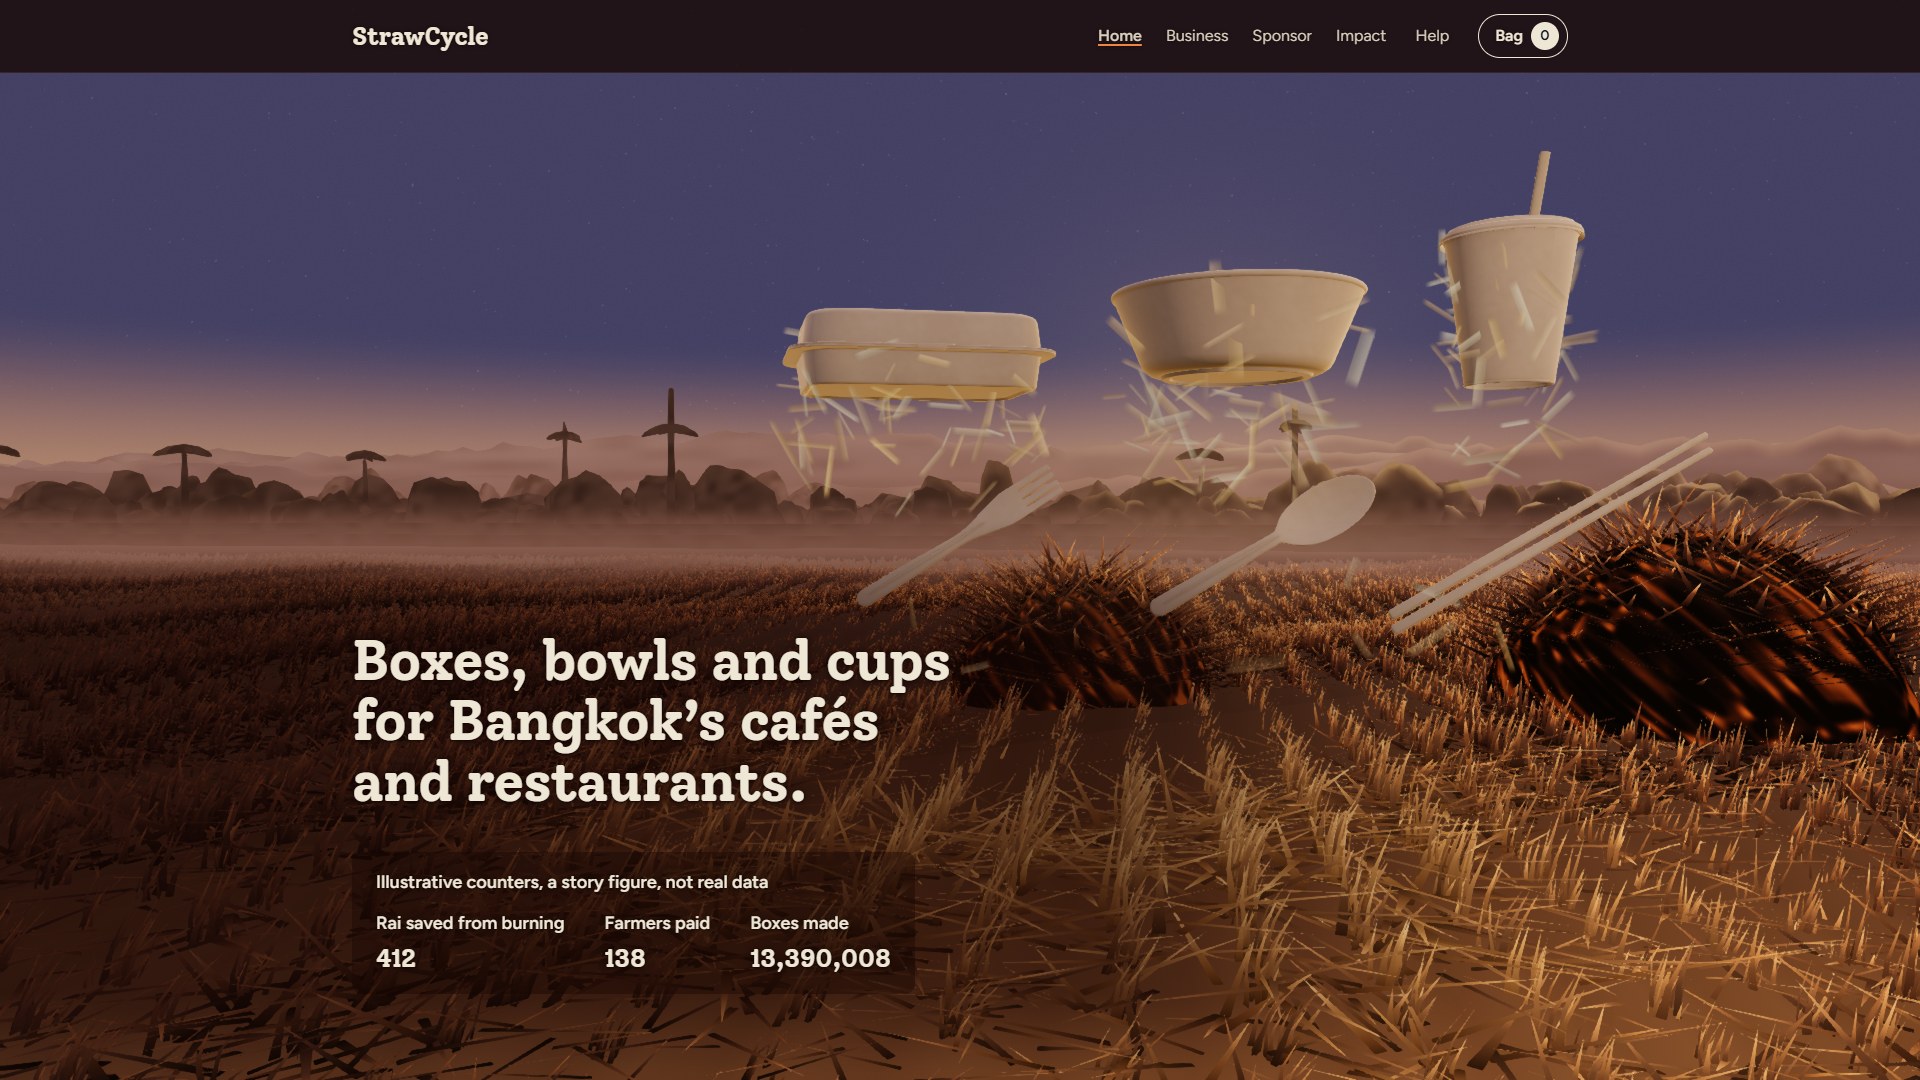 StrawCycle
Home Business Sponsor Impact Help Bag 0
Boxes, bowls and cups
for Bangkok’s cafés
and restaurants.
Illustrative counters, a story figure, not real data
Rai saved from burning Farmers paid Boxes made
412 138 13,390,008